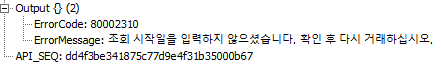 Output {} (2)
ErrorCode: 80002310
ErrorMessage: 조회 시작일을 입력하지 않으셨습니다. 확인 후 다시 거래하십시오.
API_SEQ: dd4f3be341875c77d9e4f31b35000b67